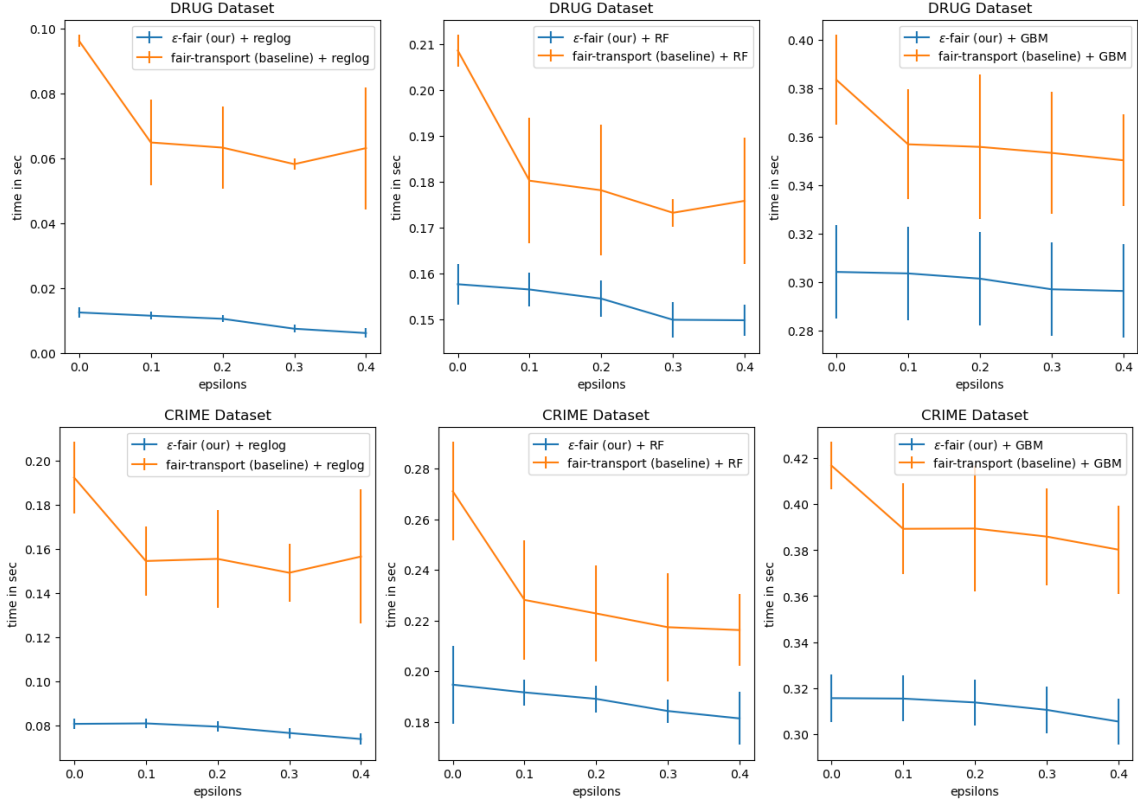 DRUG Dataset
0.10
0.08
0.06
0.04
0.02
0.00
time in sec
ε-fair (our) + reglog
fair-transport (baseline) + reglog
0.0 0.1 0.2 0.3 0.4
epsilons
DRUG Dataset
0.21
0.20
0.19
0.18
0.17
0.16
0.15
time in sec
ε-fair (our) + RF
fair-transport (baseline) + RF
0.0 0.1 0.2 0.3 0.4
epsilons
DRUG Dataset
0.40
0.38
0.36
0.34
0.32
0.30
0.28
time in sec
ε-fair (our) + GBM
fair-transport (baseline) + GBM
0.0 0.1 0.2 0.3 0.4
epsilons
CRIME Dataset
0.20
0.18
0.16
0.14
0.12
0.10
0.08
time in sec
ε-fair (our) + reglog
fair-transport (baseline) + reglog
0.0 0.1 0.2 0.3 0.4
epsilons
CRIME Dataset
0.28
0.26
0.24
0.22
0.20
0.18
time in sec
ε-fair (our) + RF
fair-transport (baseline) + RF
0.0 0.1 0.2 0.3 0.4
epsilons
CRIME Dataset
0.42
0.40
0.38
0.36
0.34
0.32
0.30
time in sec
ε-fair (our) + GBM
fair-transport (baseline) + GBM
0.0 0.1 0.2 0.3 0.4
epsilons